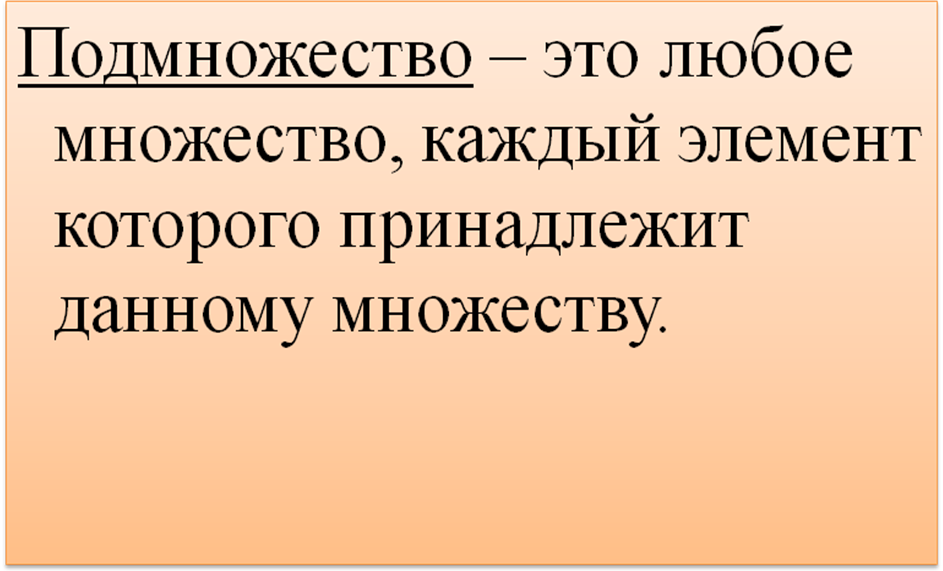 Подмножество – это любое
множество, каждый элемент
которого принадлежит
данному множеству.